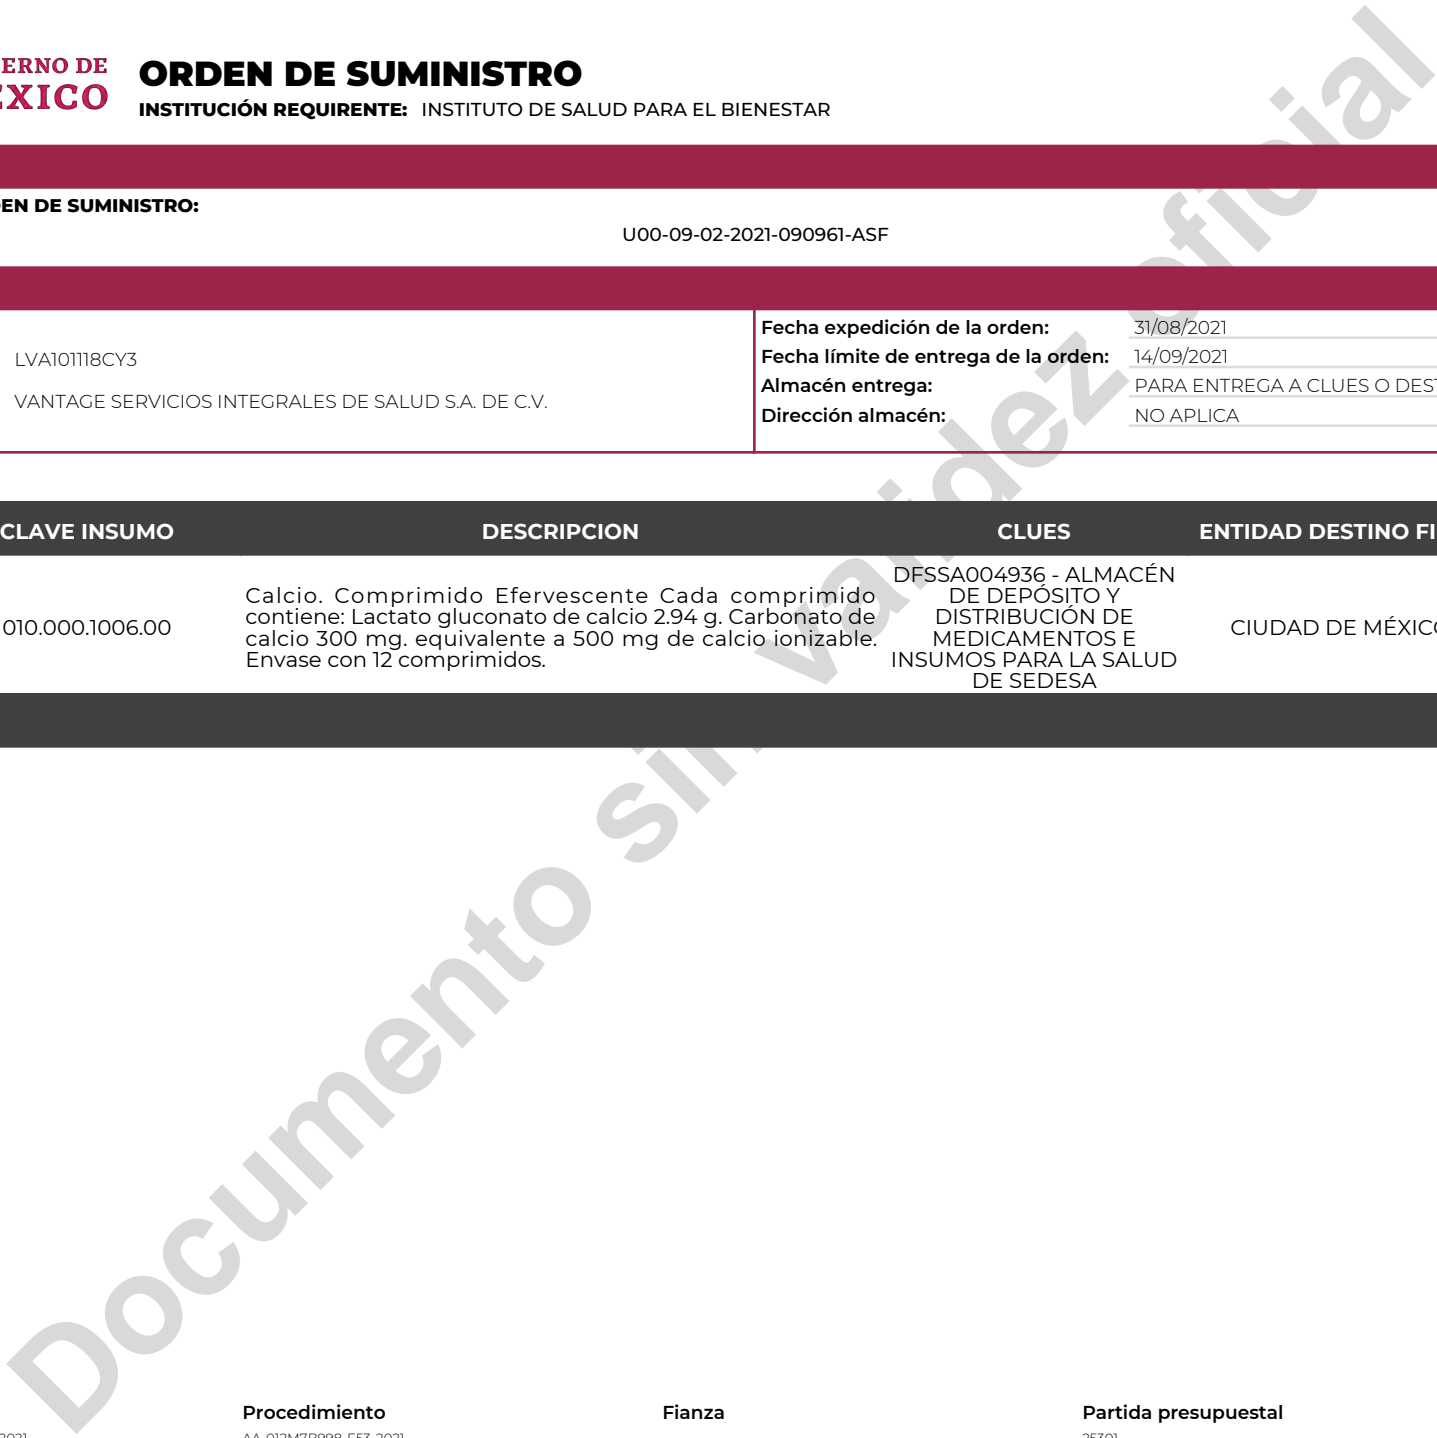 ERNO DE
ÉXICO
ORDEN DE SUMINISTRO
INSTITUCIÓN REQUIRENTE: INSTITUTO DE SALUD PARA EL BIENESTAR
EN DE SUMINISTRO:
U00-09-02-2021-090961-ASF
LVA101118CY3
VANTAGE SERVICIOS INTEGRALES DE SALUD S.A. DE C.V.
Fecha expedición de la orden: 31/08/2021
Fecha límite de entrega de la orden: 14/09/2021
Almacén entrega: PARA ENTREGA A CLUES O DEST
Dirección almacén: NO APLICA
CLAVE INSUMO DESCRIPCION CLUES ENTIDAD DESTINO FI
010.000.1006.00
Calcio. Comprimido Efervescente Cada comprimido
contiene: Lactato gluconato de calcio 2.94 g. Carbonato de
calcio 300 mg. equivalente a 500 mg de calcio ionizable.
Envase con 12 comprimidos.
DFSSA004936 - ALMACÉN
DE DEPÓSITO Y
DISTRIBUCIÓN DE
MEDICAMENTOS E
INSUMOS PARA LA SALUD
DE SEDESA
CIUDAD DE MÉXICO
Documento sin validez oficial
Procedimiento Fianza Partida presupuestal